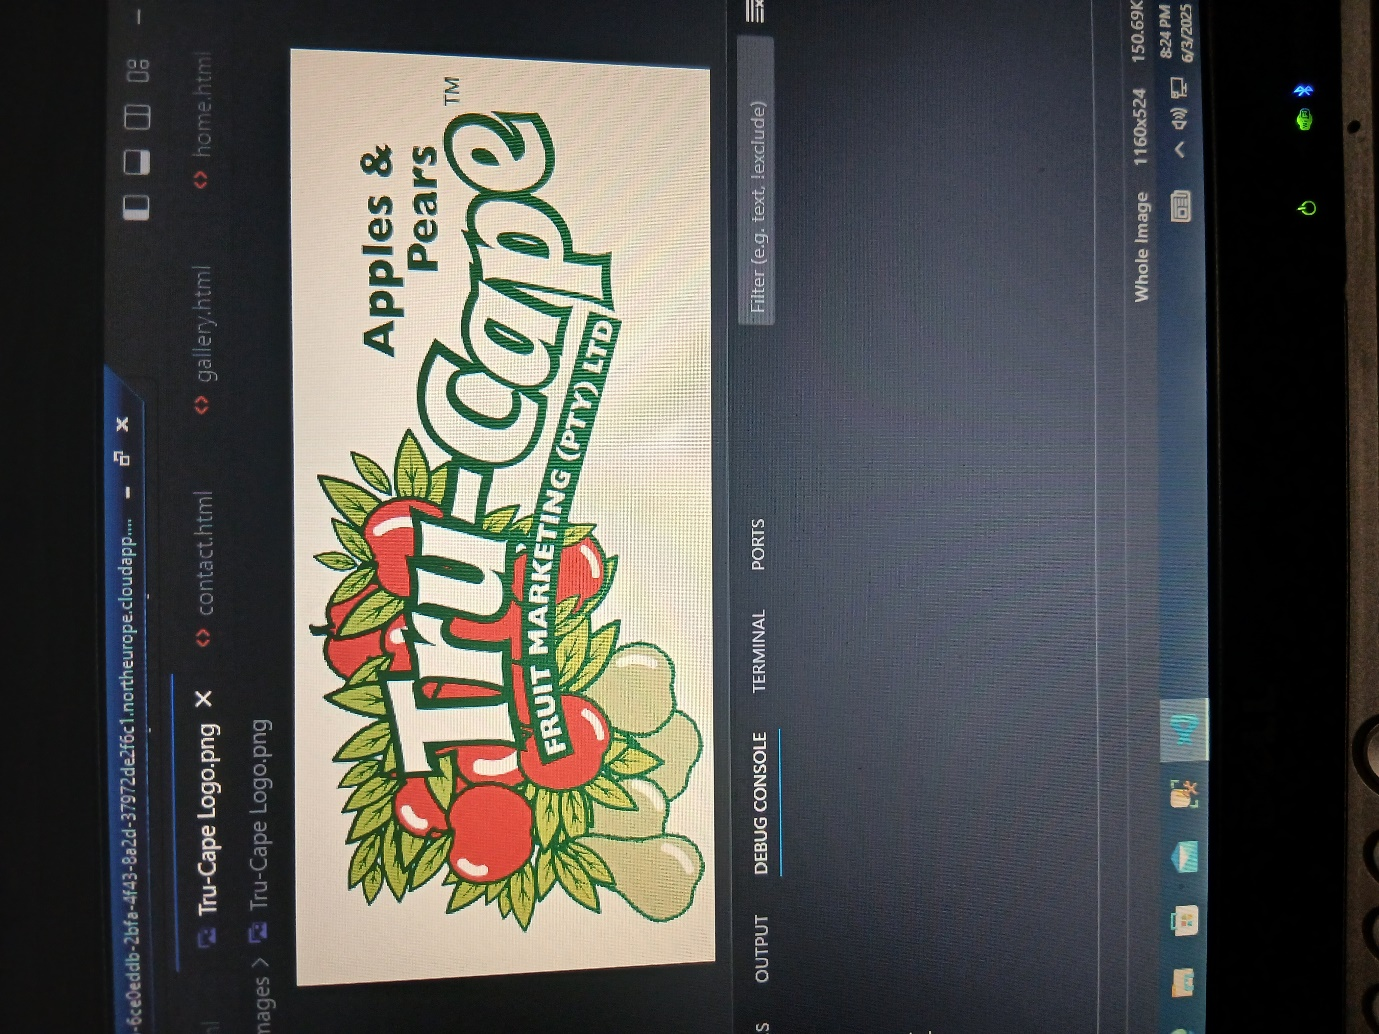 -6ce0eddb-2bfa-4f43-8a2d-37972de2f6c1.northeurope.cloudapp....
Tru-Cape Logo.png
contact.html
gallery.html
home.html
mages > Tru-Cape Logo.png
Apples &
Pears
Tru-Cape TM
FRUIT MARKETING (PTY) LTD
OUTPUT DEBUG CONSOLE TERMINAL PORTS Filter (e.g. text, !exclude)
Whole Image 1160x524 150.69K
8:24 PM
6/3/2025